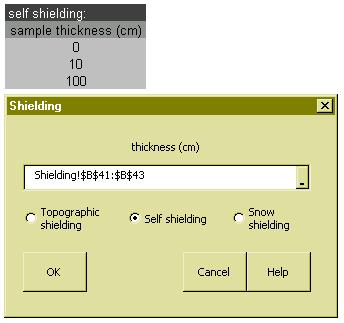 self shielding:
sample thickness (cm)
0
10
100
Shielding
thickness (cm)
Shielding!$B$41:$B$43
Topographic
shielding
Self shielding
Snow
shielding
OK
Cancel
Help